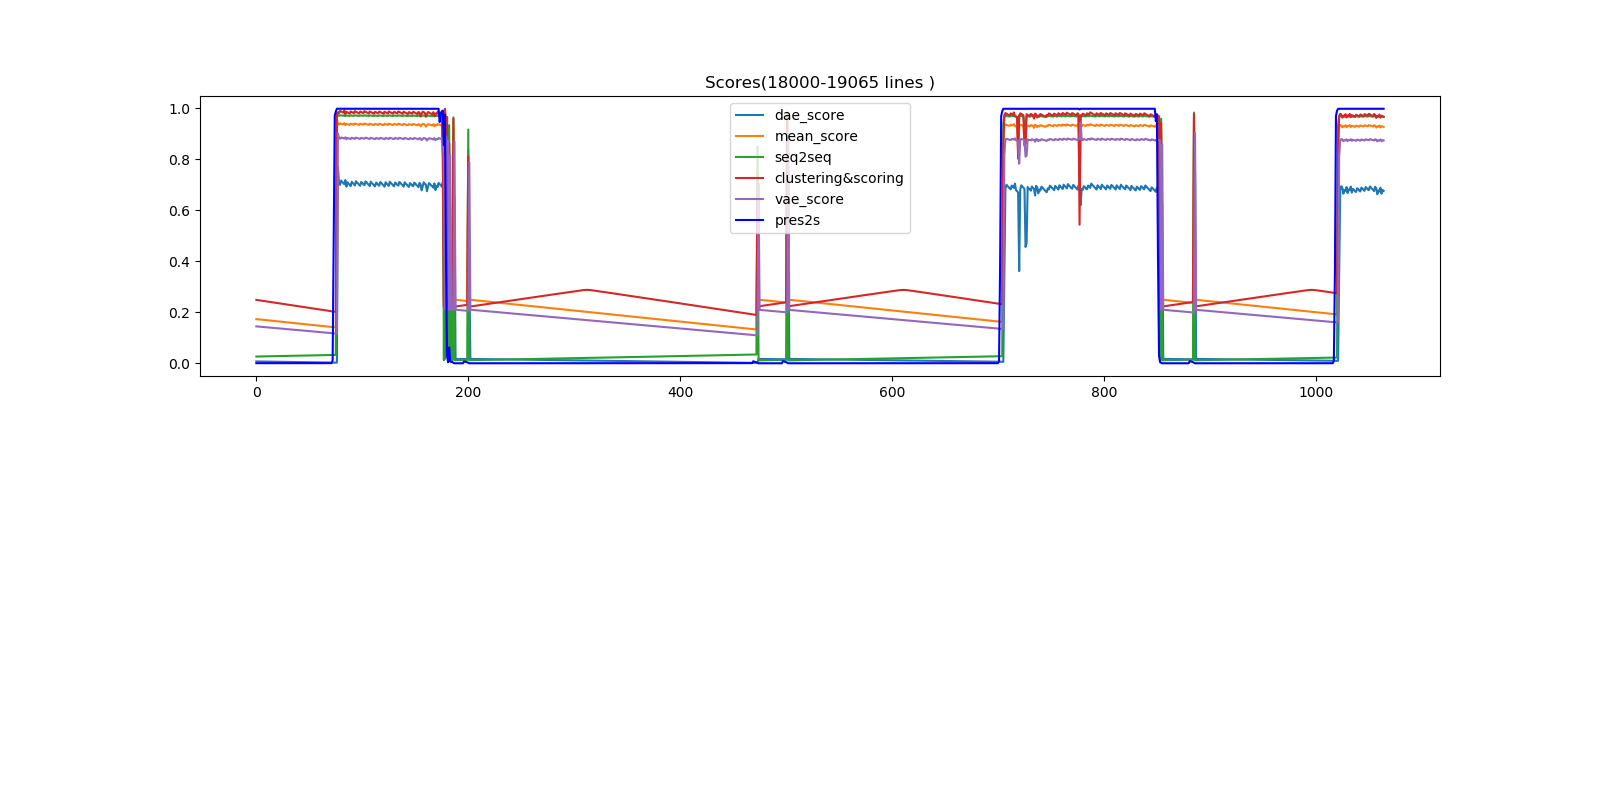 Scores(18000-19065 lines )
1.0
0.8
0.6
0.4
0.2
0.0
dae_score
mean_score
seq2seq
clustering&scoring
vae_score
pres2s
0 200 400 600 800 1000